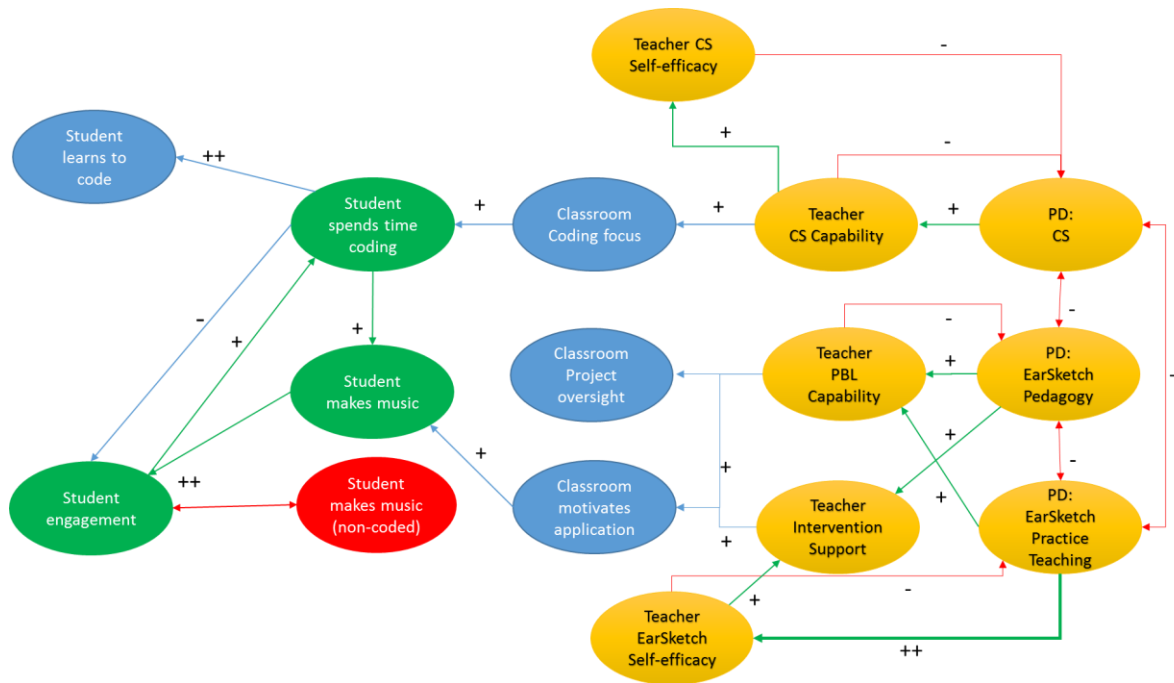 Teacher CS
Self-efficacy
-
Student
learns to
code
++
+
-
Student
spends time
coding
+
Classroom
Coding focus
+
Teacher
CS Capability
+
PD:
CS
-
+
+
-
-
Student
makes music
Classroom
Project
oversight
Teacher
PBL
Capability
-
+
PD:
EarSketch
Pedagogy
-
+
+
+
+
-
Student
engagement
++
Student
makes music
(non-coded)
Classroom
motivates
application
+
Teacher
Intervention
Support
PD:
EarSketch
Practice
Teaching
+
-
Teacher
EarSketch
Self-efficacy
++